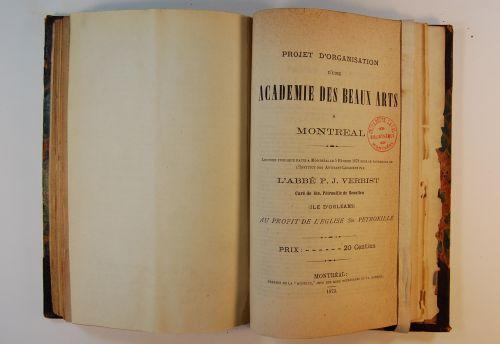 PROJET D'ORGANISATION
D'UNE
ACADEMIE DES BEAUX ARTS
A
MONTREAL
L'ABBÉ P. J. VERBIST
Curé de Ste. Pétronille de Beaulieu
(ILE D'ORLEANS)
AU PROFIT DE L'EGLISE Ste PETRONILLE
PRIX: - - - - - - 20 Centins
MONTRÉAL:
1873.